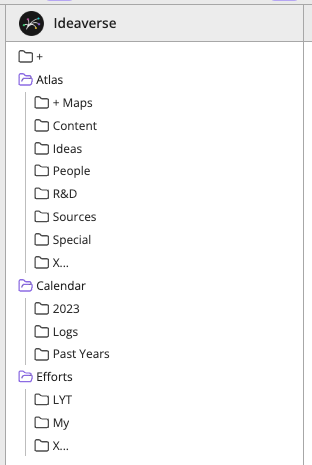 Ideaverse
+
Atlas
+ Maps
Content
Ideas
People
R&D
Sources
Special
X...
Calendar
2023
Logs
Past Years
Efforts
LYT
My
X...